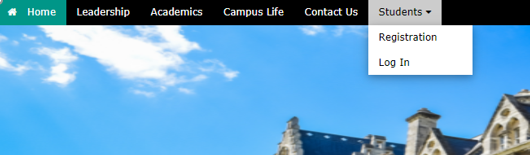 Home Leadership Academics Campus Life Contact Us Students
Registration
Log In